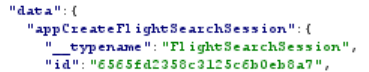 "data":{
"appCreateFlightSearchSession":{
"__typename":"FlightSearchSession",
"id":"6565fd2358c3125c6b0eb8a7",